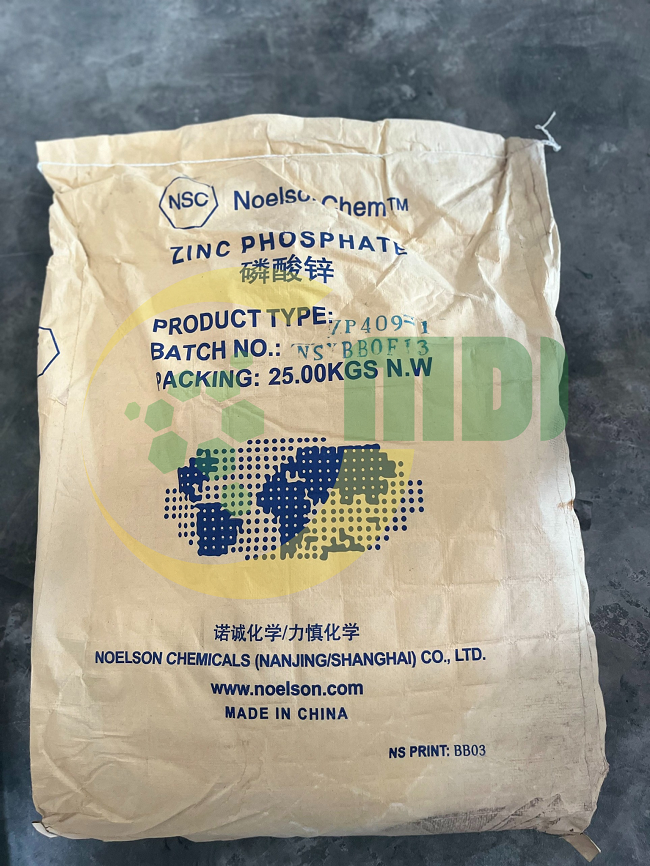 NSC Noelson Chem™
ZINC PHOSPHATE
磷酸锌
PRODUCT TYPE: ZP409-1
BATCH NO.:
PACKING: 25.00KGS N.W
诺诚化学/力慎化学
NOELSON CHEMICALS (NANJING/SHANGHAI) CO., LTD.
www.noelson.com
MADE IN CHINA
NS PRINT: BB03